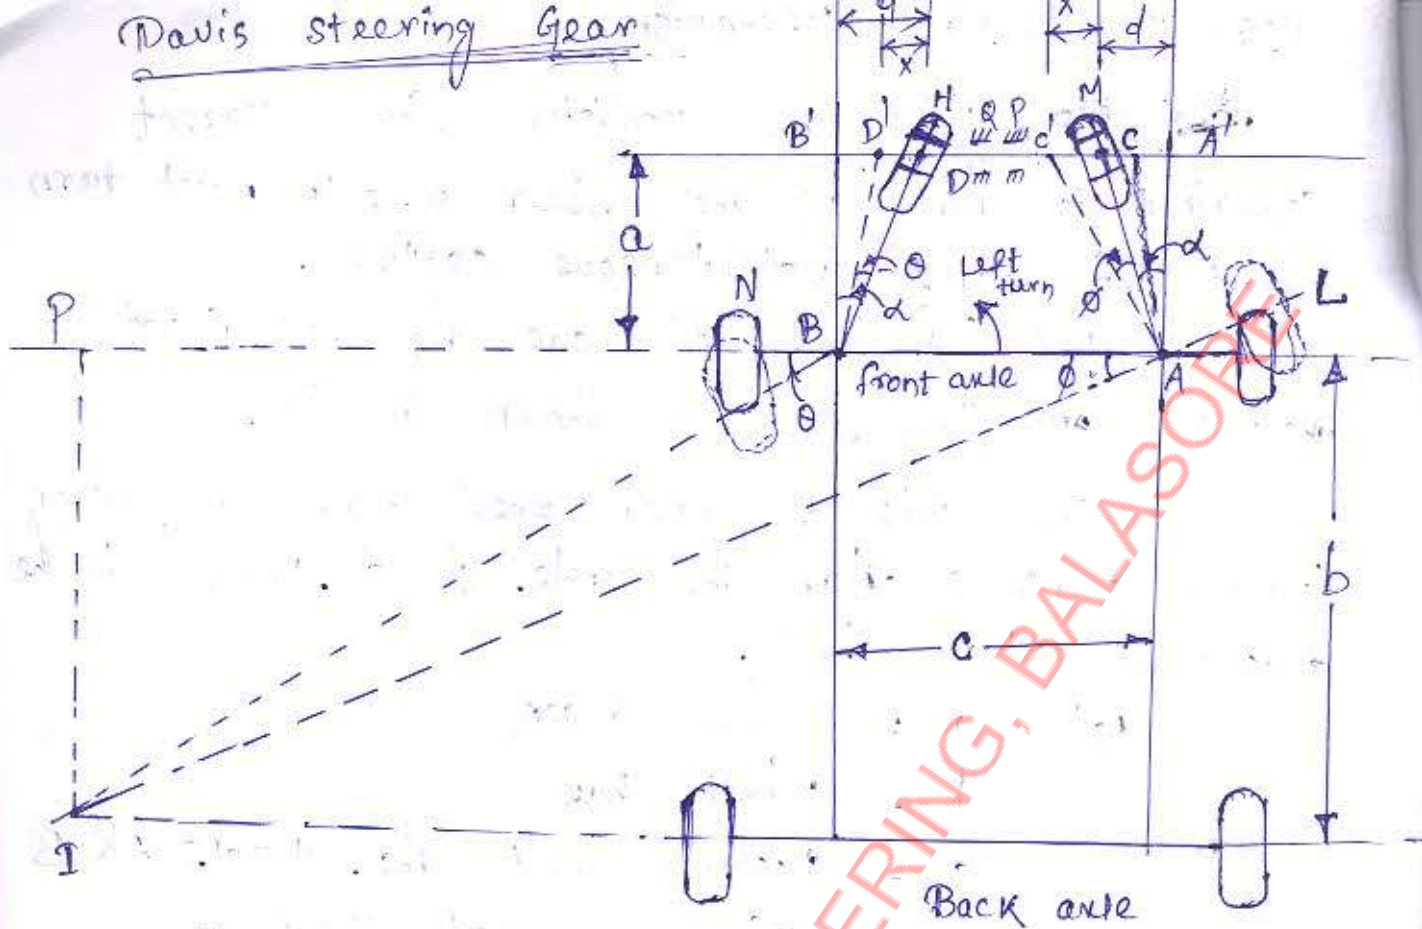 Davis steering Gear
x d
x
H M
B' D' Q P C' C A'
D m m
a
θ Left turn α
α φ
P N B L
front axle φ A
θ
C
b
I
Back axle
ERING, BALASORE